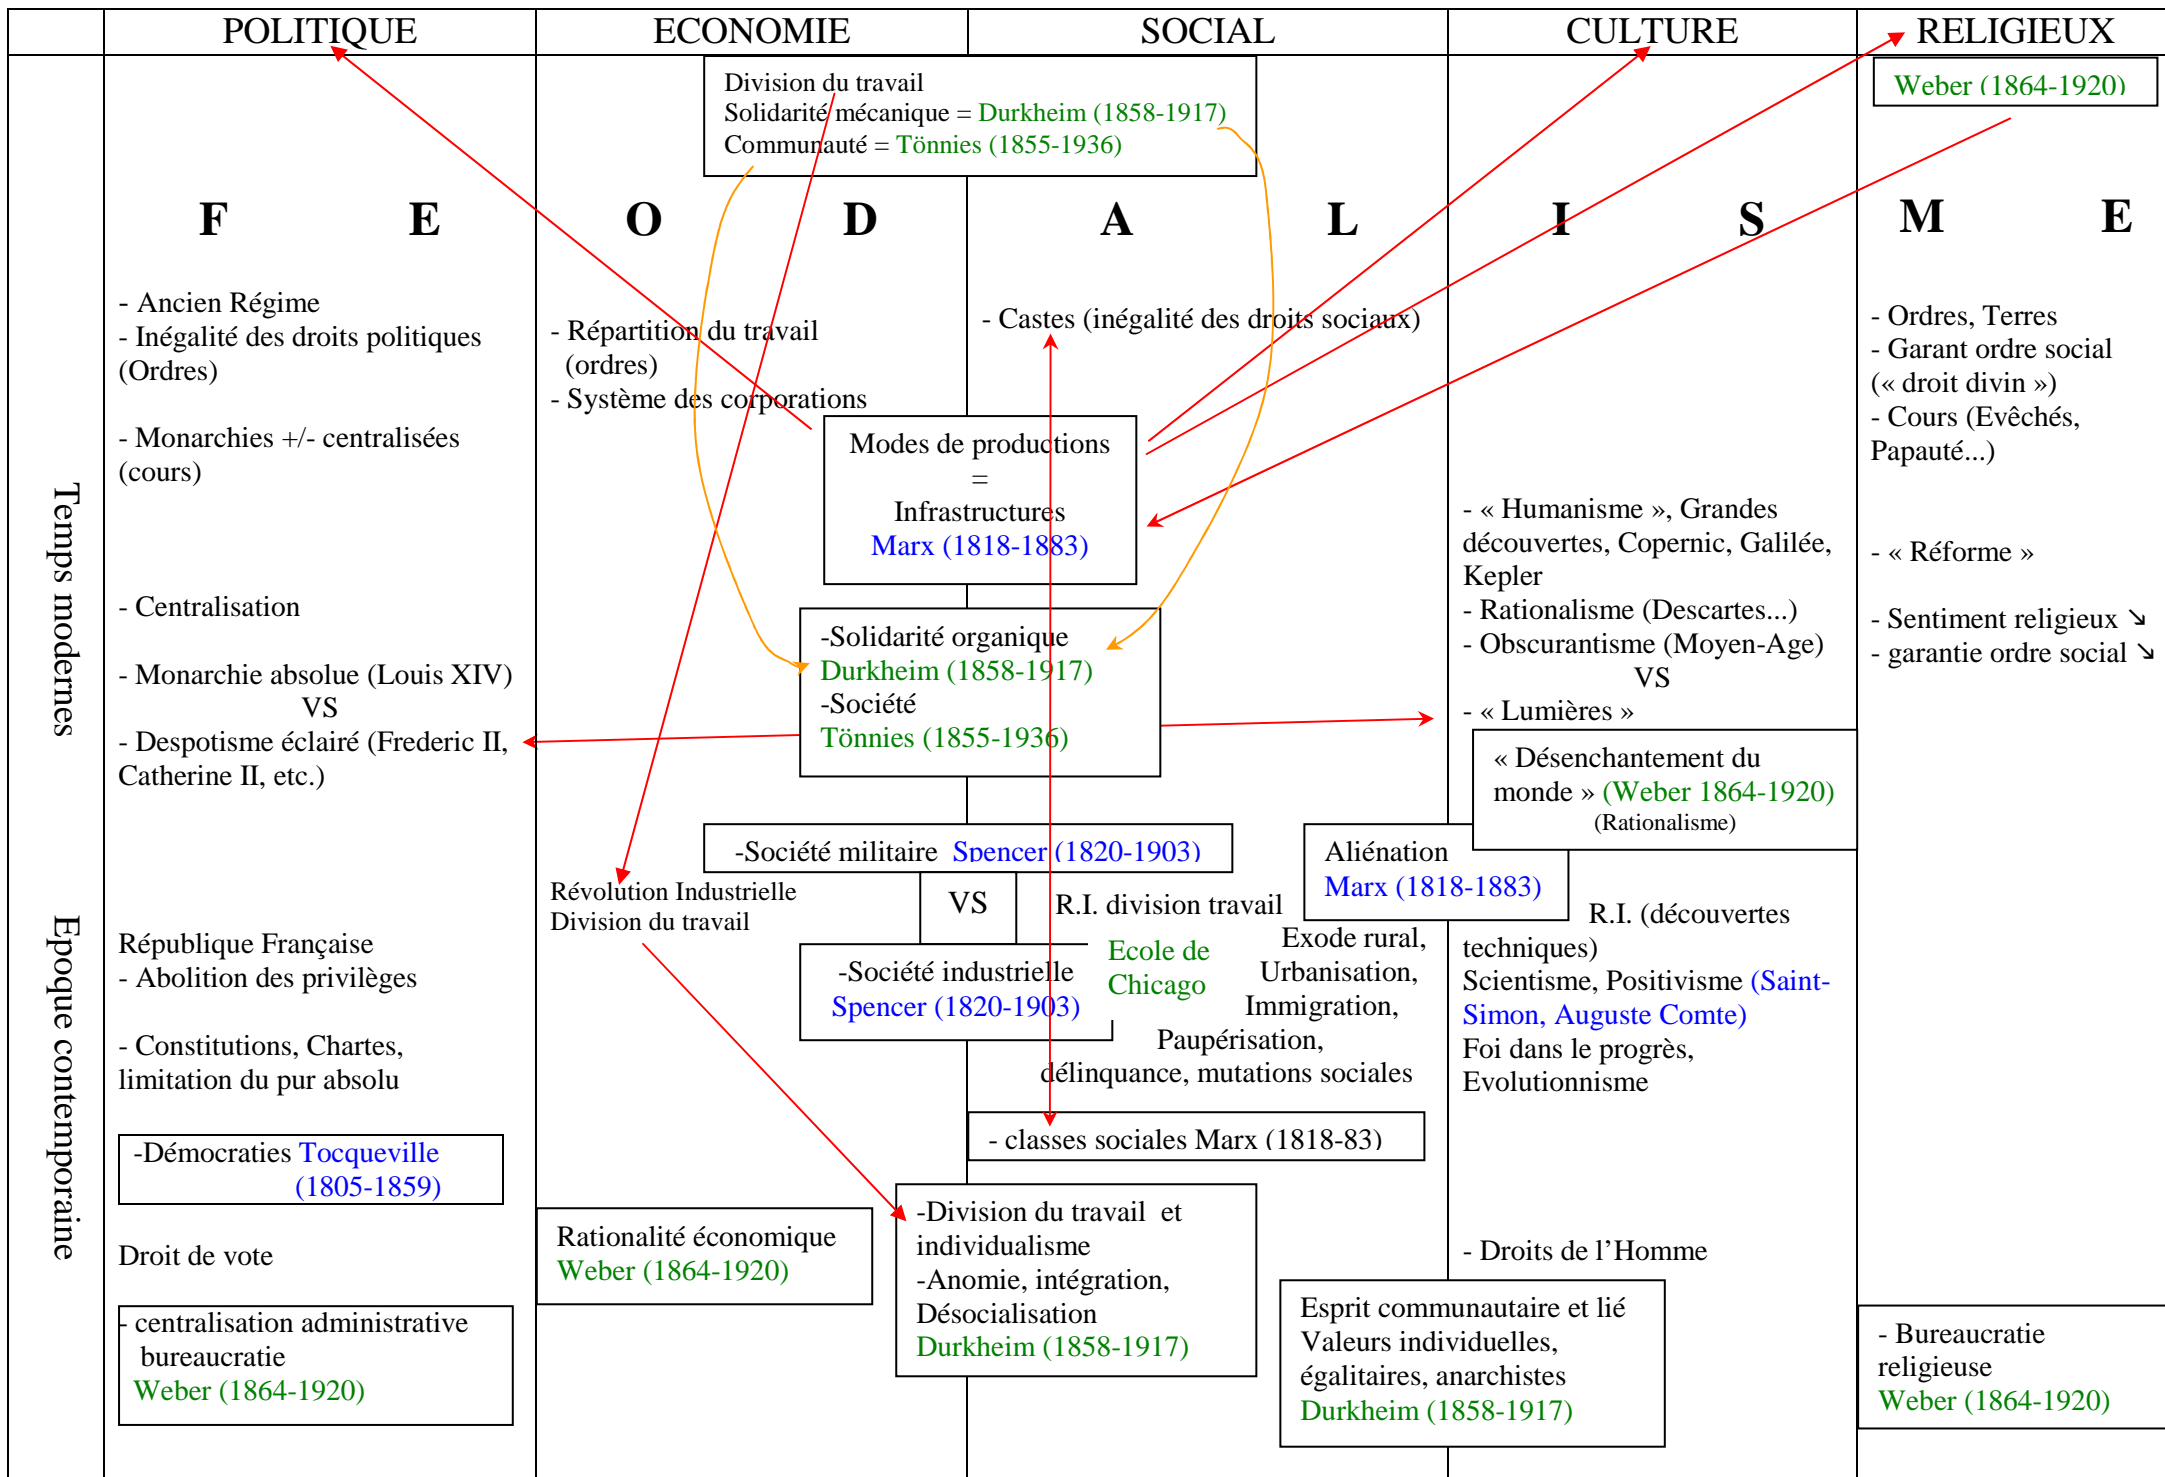 POLITIQUE
ECONOMIE
SOCIAL
CULTURE
RELIGIEUX
Division du travail
Solidarité mécanique = Durkheim (1858-1917)
Communauté = Tönnies (1855-1936)
Weber (1864-1920)
F E O D A L I S M E
Temps modernes
- Ancien Régime
- Inégalité des droits politiques
(Ordres)
- Monarchies +/- centralisées
(cours)
- Centralisation
- Monarchie absolue (Louis XIV)
VS
- Despotisme éclairé (Frederic II,
Catherine II, etc.)
- Répartition du travail
(ordres)
- Système des corporations
- Castes (inégalité des droits sociaux)
Modes de productions
=
Infrastructures
Marx (1818-1883)
-Solidarité organique
Durkheim (1858-1917)
-Société
Tönnies (1855-1936)
- « Humanisme », Grandes
découvertes, Copernic, Galilée,
Kepler
- Rationalisme (Descartes...)
- Obscurantisme (Moyen-Age)
VS
- « Lumières »
« Désenchantement du
monde » (Weber 1864-1920)
(Rationalisme)
- Ordres, Terres
- Garant ordre social
(« droit divin »)
- Cours (Evêchés,
Papauté...)
- « Réforme »
- Sentiment religieux ↘
- garantie ordre social ↘
Epoque contemporaine
République Française
- Abolition des privilèges
- Constitutions, Chartes,
limitation du pur absolu
-Démocraties Tocqueville
(1805-1859)
Droit de vote
- centralisation administrative
bureaucratie
Weber (1864-1920)
-Société militaire Spencer (1820-1903)
VS
-Société industrielle
Spencer (1820-1903)
Révolution Industrielle
Division du travail
Rationalité économique
Weber (1864-1920)
R.I. division travail
Ecole de
Chicago
Exode rural,
Urbanisation,
Immigration,
Paupérisation,
délinquance, mutations sociales
- classes sociales Marx (1818-83)
-Division du travail et
individualisme
-Anomie, intégration,
Désocialisation
Durkheim (1858-1917)
Aliénation
Marx (1818-1883)
R.I. (découvertes
techniques)
Scientisme, Positivisme (Saint-
Simon, Auguste Comte)
Foi dans le progrès,
Evolutionnisme
- Droits de l’Homme
Esprit communautaire et lié
Valeurs individuelles,
égalitaires, anarchistes
Durkheim (1858-1917)
- Bureaucratie
religieuse
Weber (1864-1920)